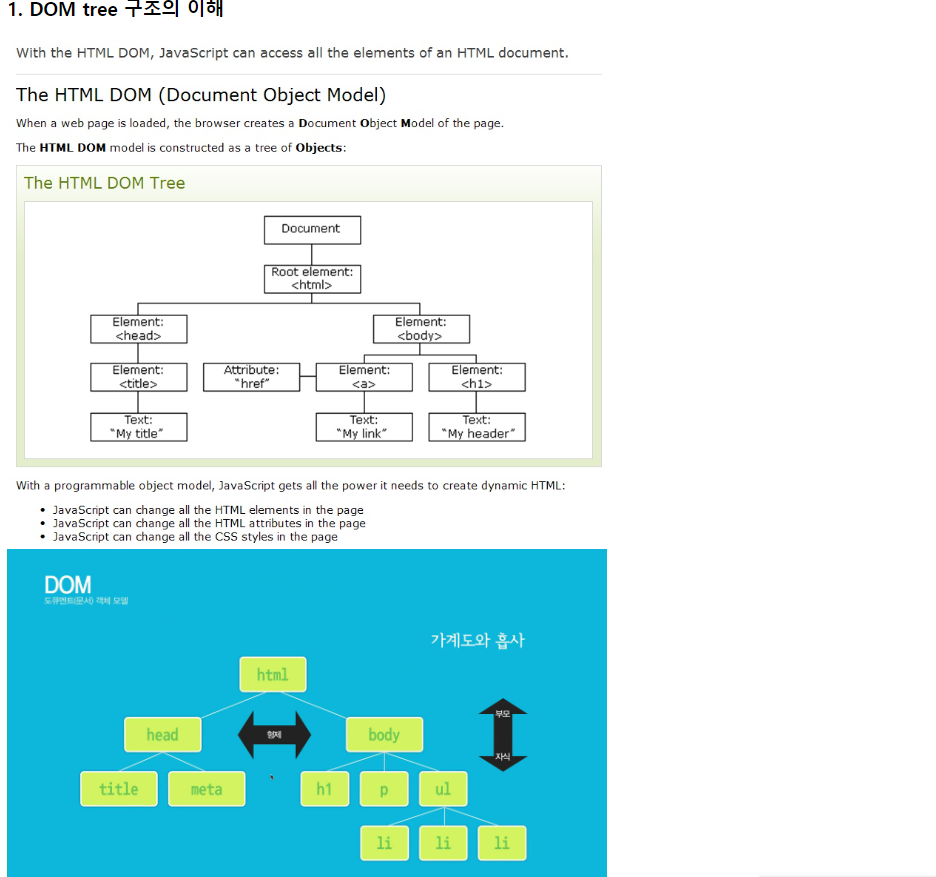 1. DOM tree 구조의 이해
With the HTML DOM, JavaScript can access all the elements of an HTML document.
The HTML DOM (Document Object Model)
When a web page is loaded, the browser creates a Document Object Model of the page.
The HTML DOM model is constructed as a tree of Objects:
The HTML DOM Tree
Document
Root element:
<html>
Element:
<head>
Element:
<body>
Element:
<title>
Attribute:
"href"
Element:
<a>
Element:
<h1>
Text:
"My title"
Text:
"My link"
Text:
"My header"
With a programmable object model, JavaScript gets all the power it needs to create dynamic HTML:
• JavaScript can change all the HTML elements in the page
• JavaScript can change all the HTML attributes in the page
• JavaScript can change all the CSS styles in the page
DOM
도큐먼트(문서) 객체 모델
가계도와 흡사
html
부모
head
형제
body
자식
title
meta
h1
p
ul
li
li
li